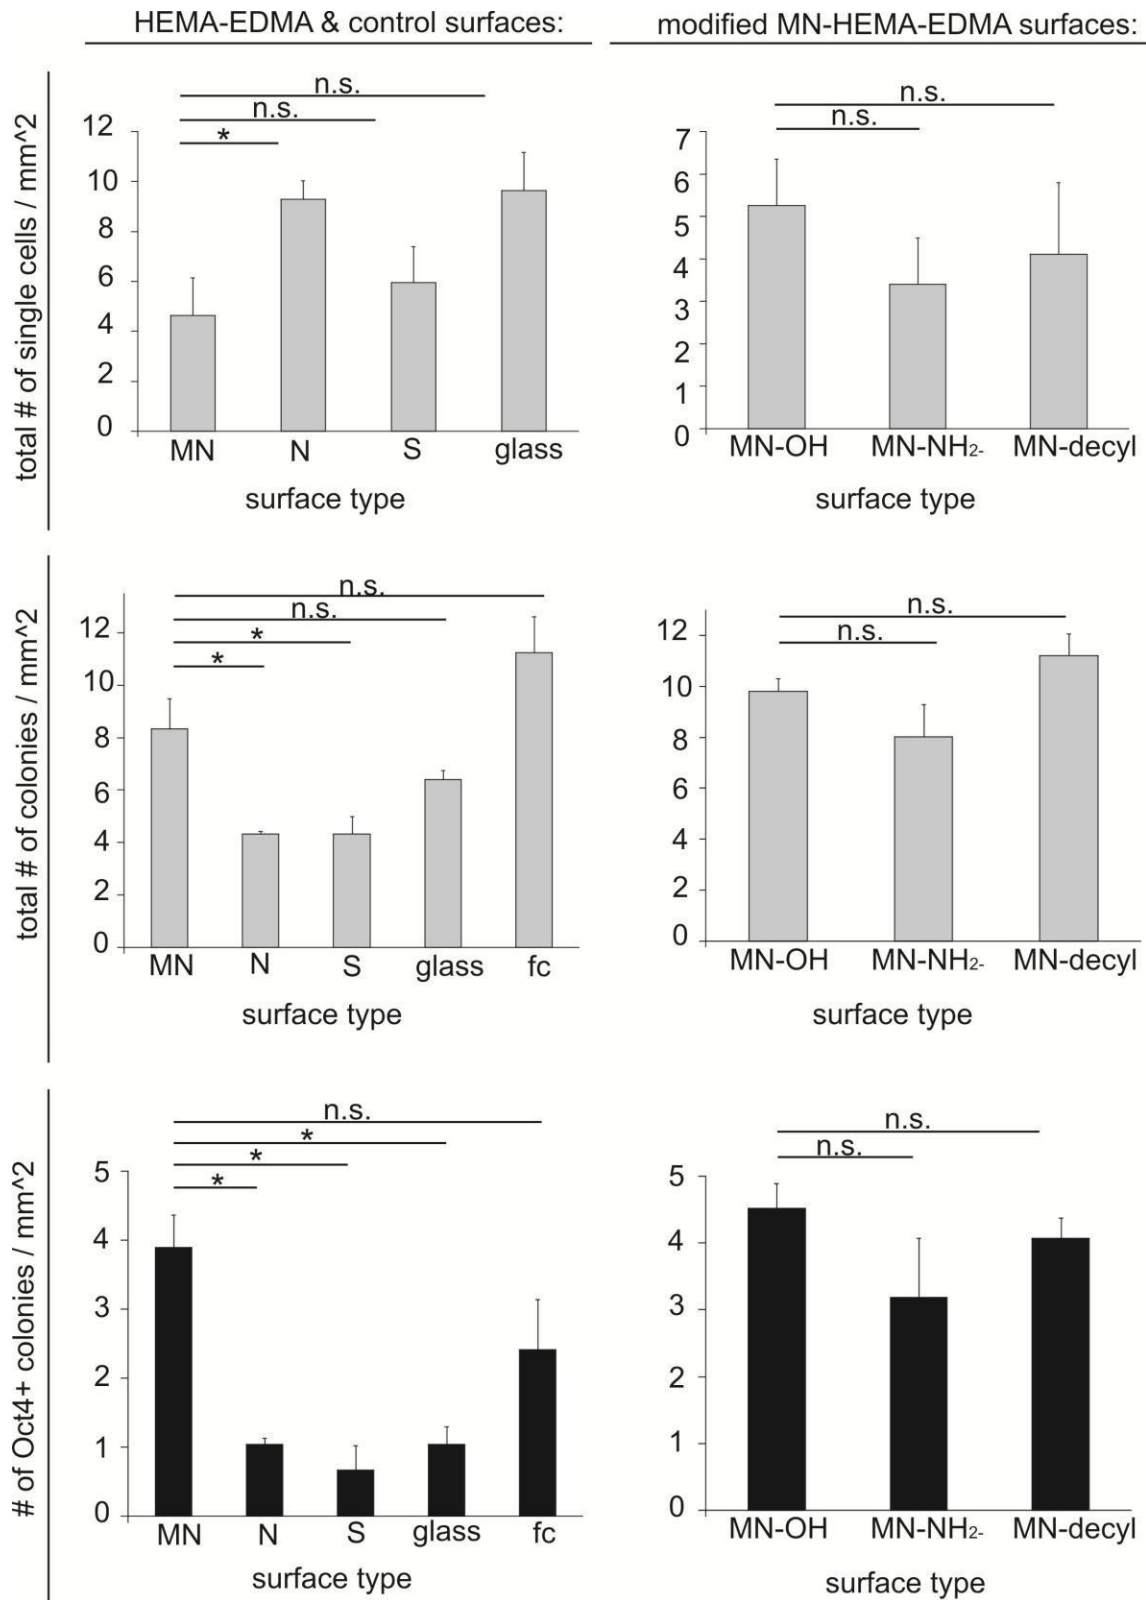 HEMA-EDMA & control surfaces:
modified MN-HEMA-EDMA surfaces:
total # of single cells / mm^2
n.s.
n.s.
*
12
10
8
6
4
2
0
MN N S glass
surface type
n.s.
n.s.
7
6
5
4
3
2
1
0
MN-OH MN-NH₂- MN-decyl
surface type
total # of colonies / mm^2
n.s.
n.s.
*
*
12
10
8
6
4
2
0
MN N S glass fc
surface type
n.s.
n.s.
12
10
8
6
4
2
0
MN-OH MN-NH₂- MN-decyl
surface type
# of Oct4+ colonies / mm^2
n.s.
*
*
*
5
4
3
2
1
0
MN N S glass fc
surface type
n.s.
n.s.
5
4
3
2
1
0
MN-OH MN-NH₂- MN-decyl
surface type